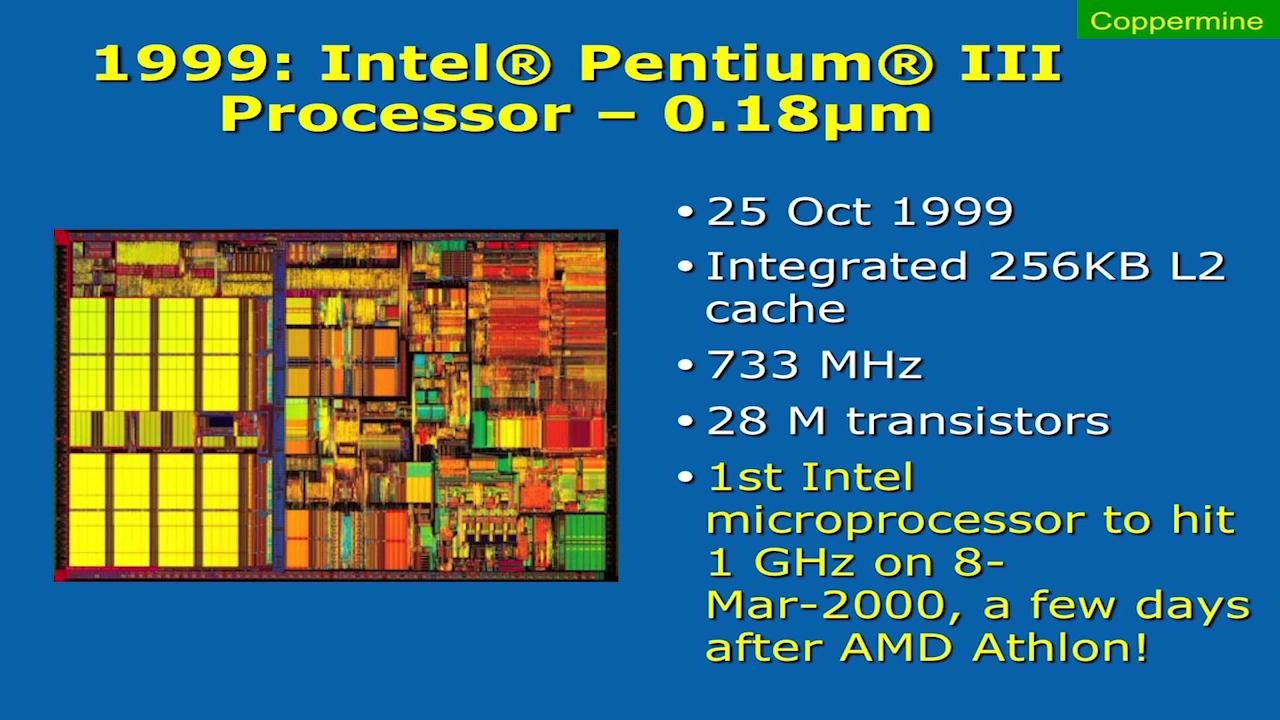 Coppermine
1999: Intel® Pentium® III
Processor – 0.18µm
• 25 Oct 1999
• Integrated 256KB L2
cache
• 733 MHz
• 28 M transistors
• 1st Intel
microprocessor to hit
1 GHz on 8-
Mar-2000, a few days
after AMD Athlon!